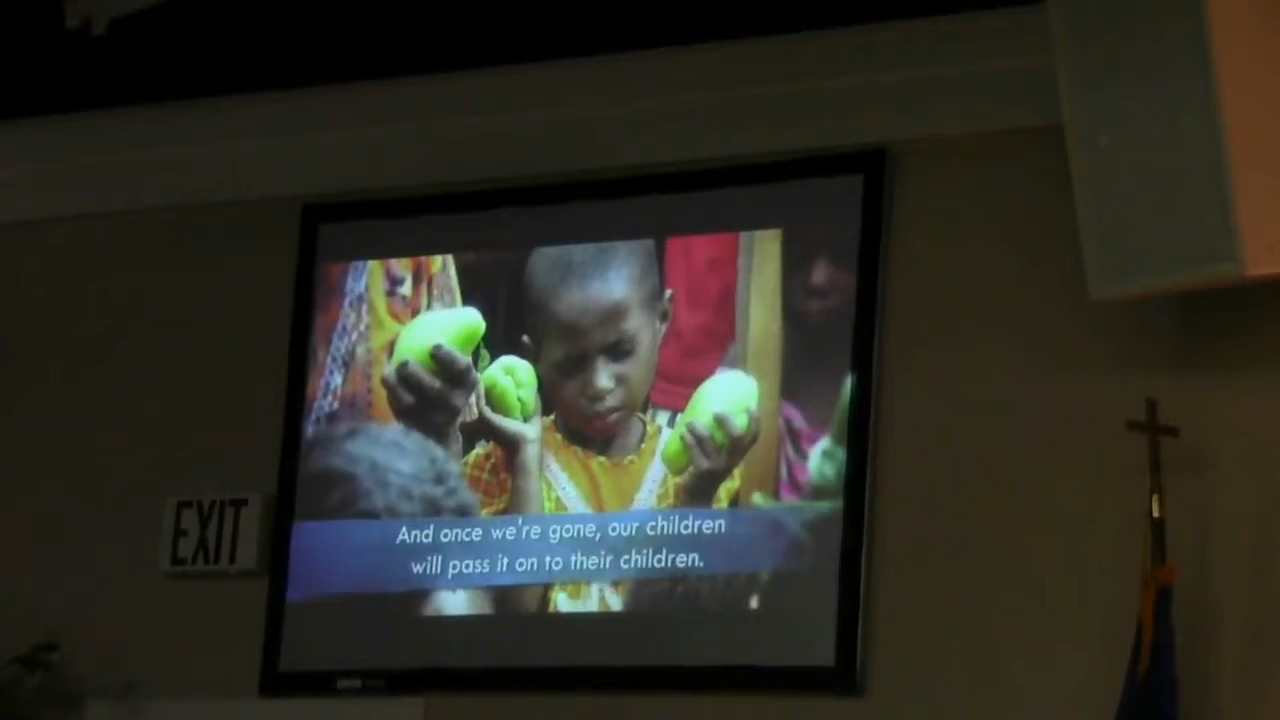 EXIT
And once we're gone, our children
will pass it on to their children.